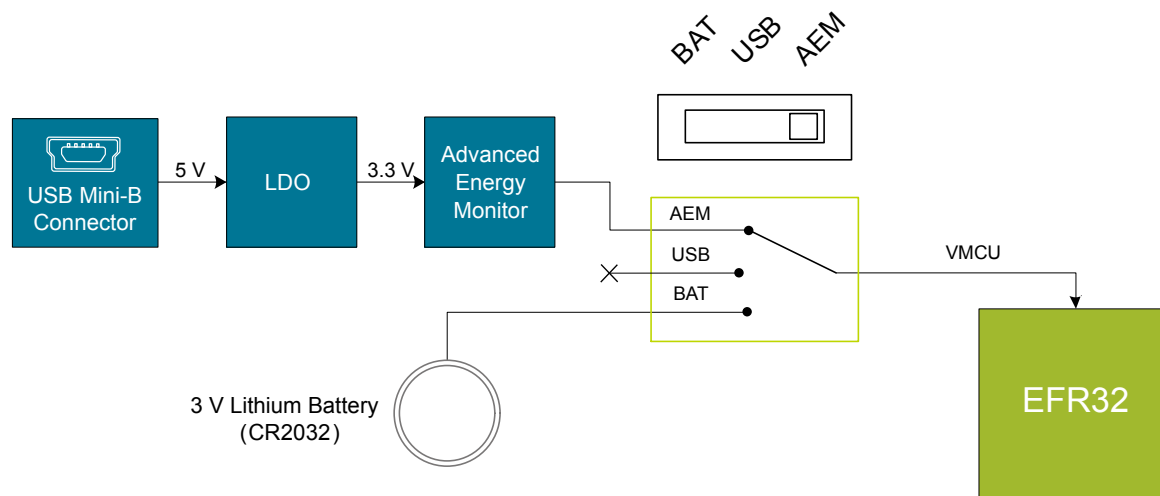 BAT
USB
AEM
USB Mini-B
Connector
5 V
LDO
3.3 V
Advanced
Energy
Monitor
AEM
USB
BAT
VMCU
3 V Lithium Battery
(CR2032)
EFR32